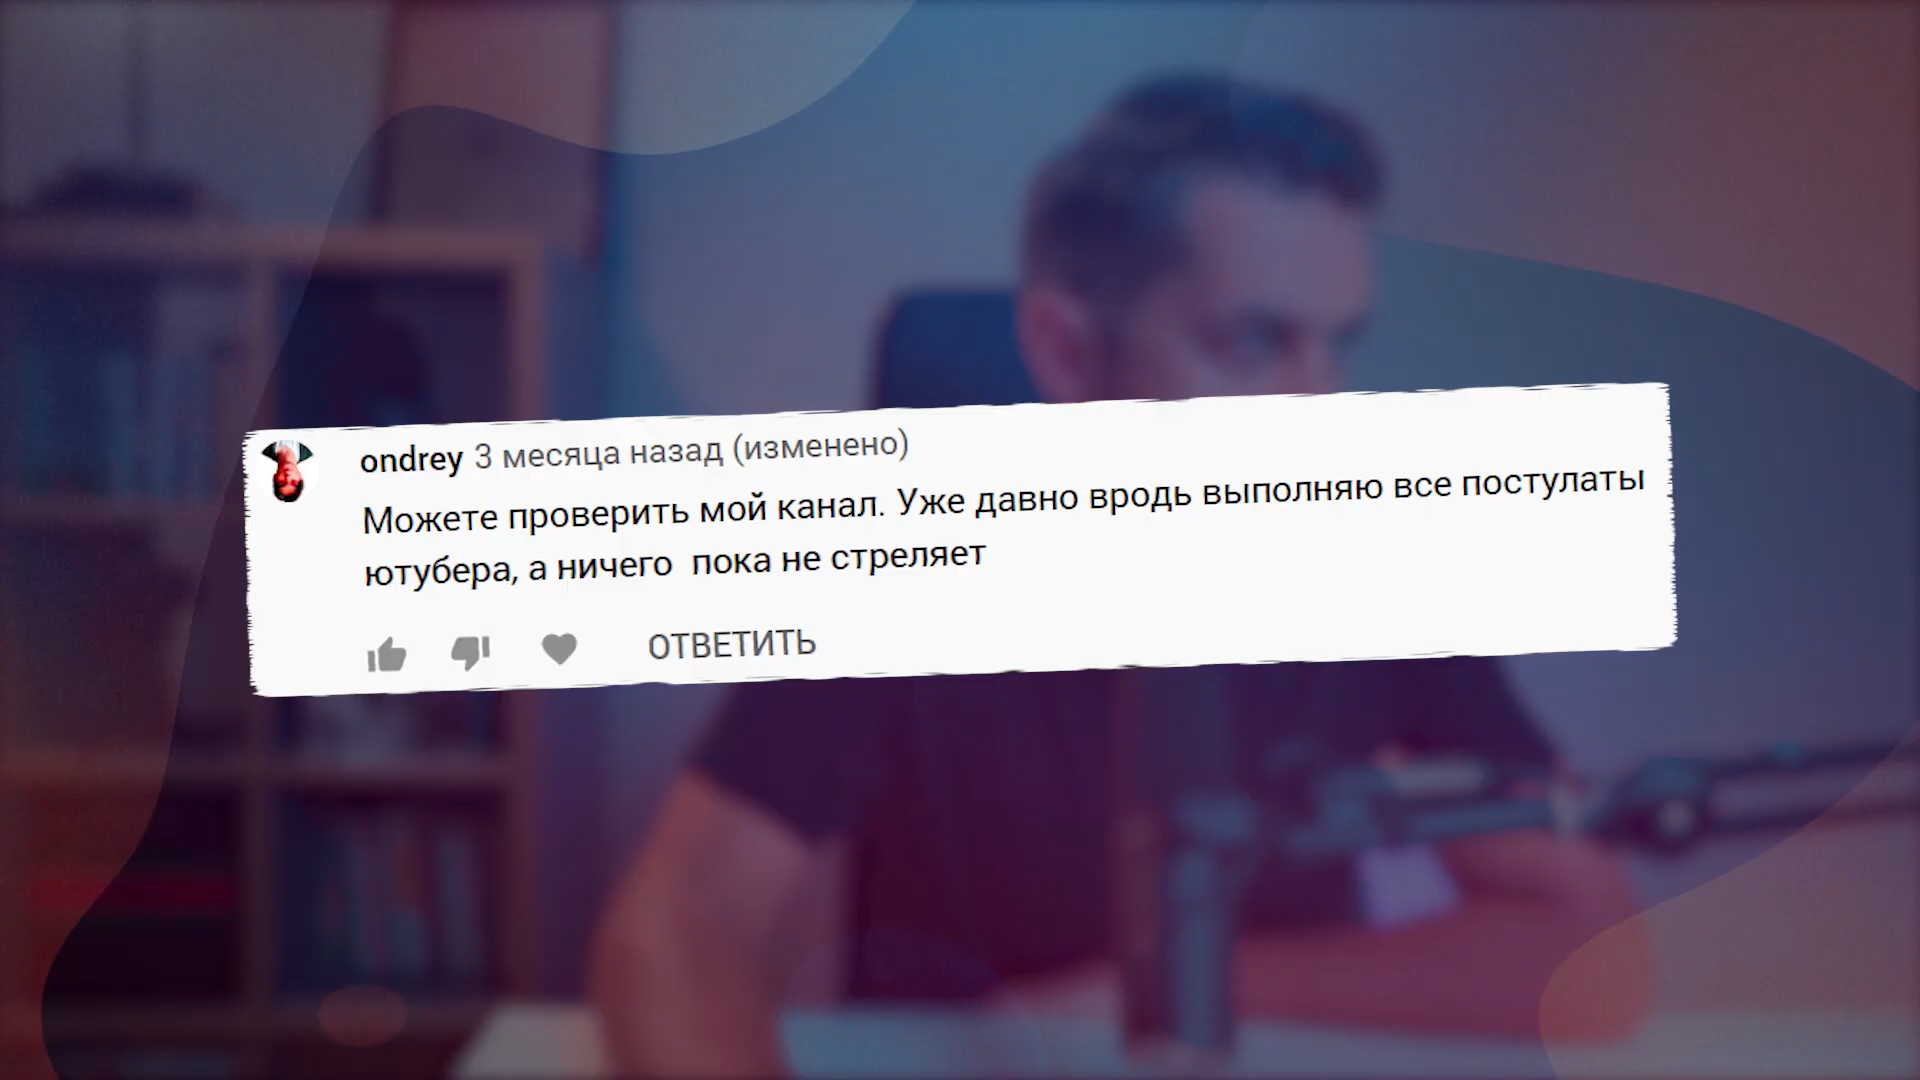 ondrey 3 месяца назад (изменено)
Можете проверить мой канал. Уже давно вродь выполняю все постулаты
ютубера, а ничего  пока не стреляет
ОТВЕТИТЬ